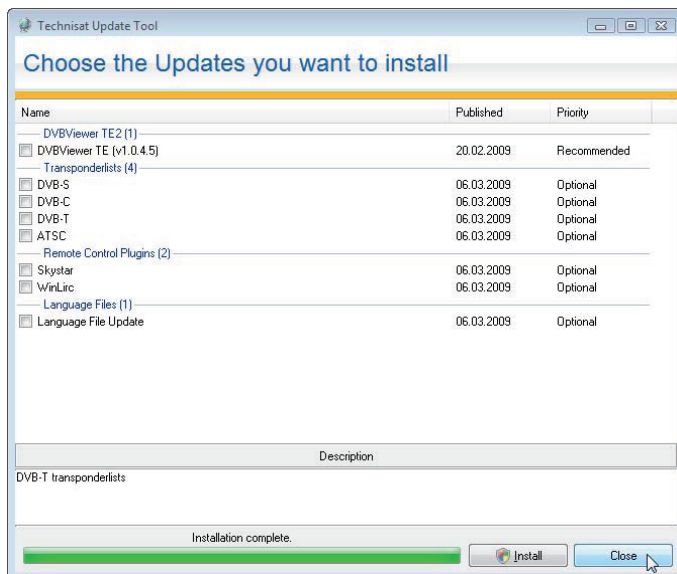 Technisat Update Tool
Choose the Updates you want to install
Name Published Priority
DVBViewer TE2 (1)
DVBViewer TE (v1.0.4.5) 20.02.2009 Recommended
Transponderlists (4)
DVB-S 06.03.2009 Optional
DVB-C 06.03.2009 Optional
DVB-T 06.03.2009 Optional
ATSC 06.03.2009 Optional
Remote Control Plugins (2)
Skystar 06.03.2009 Optional
WinLirc 06.03.2009 Optional
Language Files (1)
Language File Update 06.03.2009 Optional
Description
DVB-T transponderlists
Installation complete.
Install Close